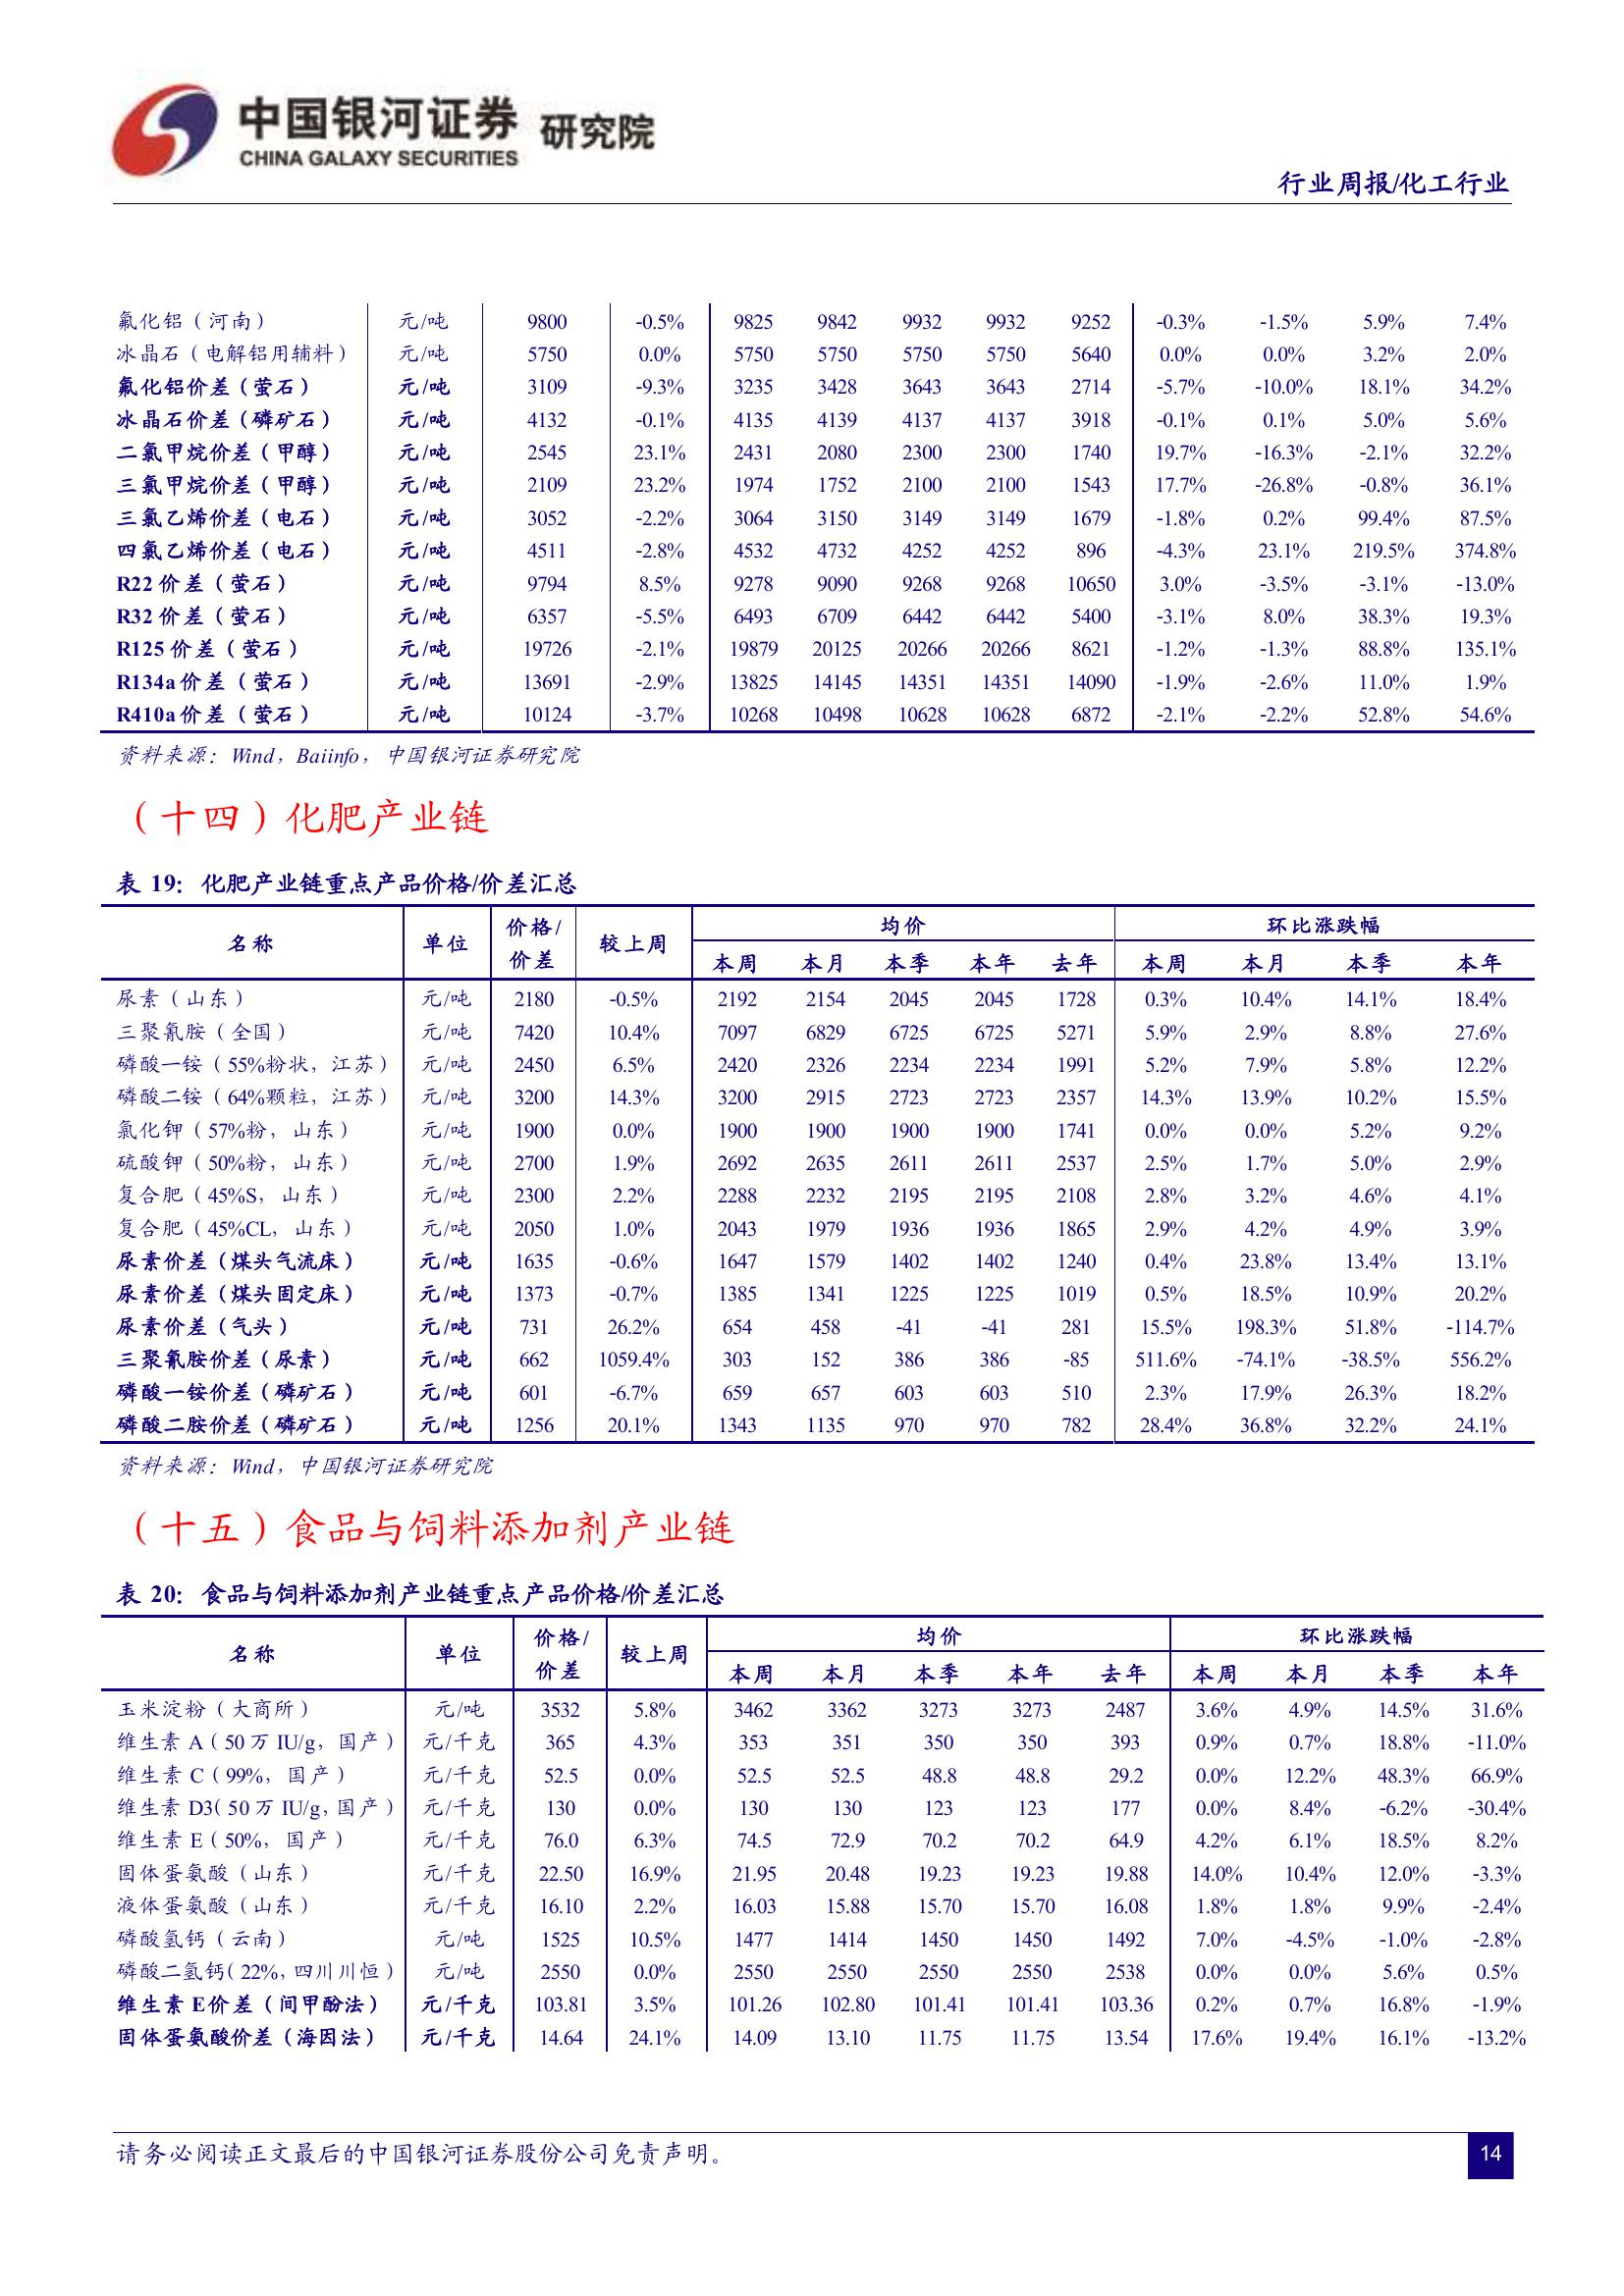 中国银河证券 研究院
CHINA GALAXY SECURITIES
行业周报/化工行业
氟化铝（河南） 元/吨 9800 -0.5% 9825 9842 9932 9932 9252 -0.3% -1.5% 5.9% 7.4%
冰晶石（电解铝用辅料） 元/吨 5750 0.0% 5750 5750 5750 5750 5640 0.0% 0.0% 3.2% 2.0%
氟化铝价差（萤石） 元/吨 3109 -9.3% 3235 3428 3643 3643 2714 -5.7% -10.0% 18.1% 34.2%
冰晶石价差（磷矿石） 元/吨 4132 -0.1% 4135 4139 4137 4137 3918 -0.1% 0.1% 5.0% 5.6%
二氯甲烷价差（甲醇） 元/吨 2545 23.1% 2431 2080 2300 2300 1740 19.7% -16.3% -2.1% 32.2%
三氯甲烷价差（甲醇） 元/吨 2109 23.2% 1974 1752 2100 2100 1543 17.7% -26.8% -0.8% 36.1%
三氯乙烯价差（电石） 元/吨 3052 -2.2% 3064 3150 3149 3149 1679 -1.8% 0.2% 99.4% 87.5%
四氯乙烯价差（电石） 元/吨 4511 -2.8% 4532 4732 4252 4252 896 -4.3% 23.1% 219.5% 374.8%
R22 价差（萤石） 元/吨 9794 8.5% 9278 9090 9268 9268 10650 3.0% -3.5% -3.1% -13.0%
R32 价差（萤石） 元/吨 6357 -5.5% 6493 6709 6442 6442 5400 -3.1% 8.0% 38.3% 19.3%
R125 价差（萤石） 元/吨 19726 -2.1% 19879 20125 20266 20266 8621 -1.2% -1.3% 88.8% 135.1%
R134a 价差（萤石） 元/吨 13691 -2.9% 13825 14145 14351 14351 14090 -1.9% -2.6% 11.0% 1.9%
R410a 价差（萤石） 元/吨 10124 -3.7% 10268 10498 10628 10628 6872 -2.1% -2.2% 52.8% 54.6%
资料来源：Wind，Baiinfo，中国银河证券研究院
（十四）化肥产业链
表 19：化肥产业链重点产品价格/价差汇总
名称 单位 价格/价差 较上周 均价 环比涨跌幅
本周 本月 本季 本年 去年 本周 本月 本季 本年
尿素（山东） 元/吨 2180 -0.5% 2192 2154 2045 2045 1728 0.3% 10.4% 14.1% 18.4%
三聚氰胺（全国） 元/吨 7420 10.4% 7097 6829 6725 6725 5271 5.9% 2.9% 8.8% 27.6%
磷酸一铵（55%粉状，江苏） 元/吨 2450 6.5% 2420 2326 2234 2234 1991 5.2% 7.9% 5.8% 12.2%
磷酸二铵（64%颗粒，江苏） 元/吨 3200 14.3% 3200 2915 2723 2723 2357 14.3% 13.9% 10.2% 15.5%
氯化钾（57%粉，山东） 元/吨 1900 0.0% 1900 1900 1900 1900 1741 0.0% 0.0% 5.2% 9.2%
硫酸钾（50%粉，山东） 元/吨 2700 1.9% 2692 2635 2611 2611 2537 2.5% 1.7% 5.0% 2.9%
复合肥（45%S，山东） 元/吨 2300 2.2% 2288 2232 2195 2195 2108 2.8% 3.2% 4.6% 4.1%
复合肥（45%CL，山东） 元/吨 2050 1.0% 2043 1979 1936 1936 1865 2.9% 4.2% 4.9% 3.9%
尿素价差（煤头气流床） 元/吨 1635 -0.6% 1647 1579 1402 1402 1240 0.4% 23.8% 13.4% 13.1%
尿素价差（煤头固定床） 元/吨 1373 -0.7% 1385 1341 1225 1225 1019 0.5% 18.5% 10.9% 20.2%
尿素价差（气头） 元/吨 731 26.2% 654 458 -41 -41 281 15.5% 198.3% 51.8% -114.7%
三聚氰胺价差（尿素） 元/吨 662 1059.4% 303 152 386 386 -85 511.6% -74.1% -38.5% 556.2%
磷酸一铵价差（磷矿石） 元/吨 601 -6.7% 659 657 603 603 510 2.3% 17.9% 26.3% 18.2%
磷酸二胺价差（磷矿石） 元/吨 1256 20.1% 1343 1135 970 970 782 28.4% 36.8% 32.2% 24.1%
资料来源：Wind，中国银河证券研究院
（十五）食品与饲料添加剂产业链
表 20：食品与饲料添加剂产业链重点产品价格/价差汇总
名称 单位 价格/价差 较上周 均价 环比涨跌幅
本周 本月 本季 本年 去年 本周 本月 本季 本年
玉米淀粉（大商所） 元/吨 3532 5.8% 3462 3362 3273 3273 2487 3.6% 4.9% 14.5% 31.6%
维生素 A（50 万 IU/g，国产） 元/千克 365 4.3% 353 351 350 350 393 0.9% 0.7% 18.8% -11.0%
维生素 C（99%，国产） 元/千克 52.5 0.0% 52.5 52.5 48.8 48.8 29.2 0.0% 12.2% 48.3% 66.9%
维生素 D3（50 万 IU/g，国产） 元/千克 130 0.0% 130 130 123 123 177 0.0% 8.4% -6.2% -30.4%
维生素 E（50%，国产） 元/千克 76.0 6.3% 74.5 72.9 70.2 70.2 64.9 4.2% 6.1% 18.5% 8.2%
固体蛋氨酸（山东） 元/千克 22.50 16.9% 21.95 20.48 19.23 19.23 19.88 14.0% 10.4% 12.0% -3.3%
液体蛋氨酸（山东） 元/千克 16.10 2.2% 16.03 15.88 15.70 15.70 16.08 1.8% 1.8% 9.9% -2.4%
磷酸氢钙（云南） 元/吨 1525 10.5% 1477 1414 1450 1450 1492 7.0% -4.5% -1.0% -2.8%
磷酸二氢钙（22%，四川川恒） 元/吨 2550 0.0% 2550 2550 2550 2550 2538 0.0% 0.0% 5.6% 0.5%
维生素 E价差（间甲酚法） 元/千克 103.81 3.5% 101.26 102.80 101.41 101.41 103.36 0.2% 0.7% 16.8% -1.9%
固体蛋氨酸价差（海因法） 元/千克 14.64 24.1% 14.09 13.10 11.75 11.75 13.54 17.6% 19.4% 16.1% -13.2%
请务必阅读正文最后的中国银河证券股份公司免责声明。
14